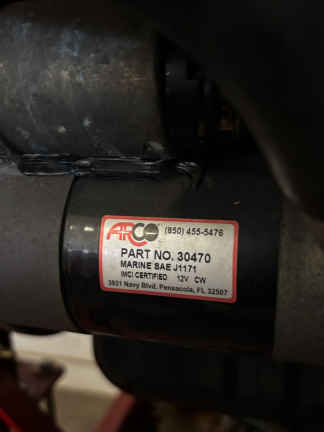 ARCO (850) 455-5476
PART NO. 30470
MARINE SAE J1171
IMCI CERTIFIED 12V CW
3921 Navy Blvd. Pensacola, FL 32507